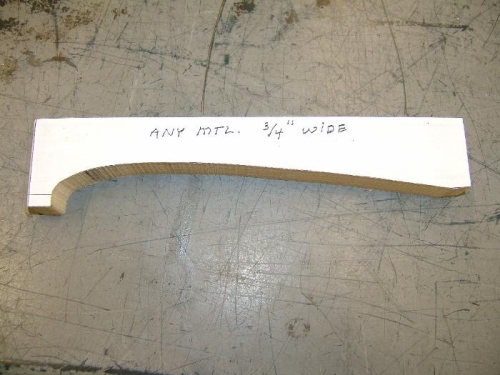 ANY MTL. 3/4" WIDE